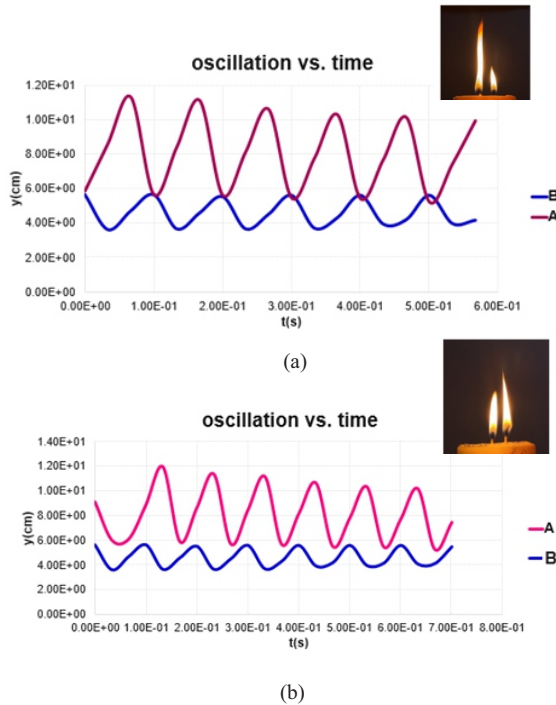 oscillation vs. time
1.20E+01
1.00E+01
8.00E+00
6.00E+00
4.00E+00
2.00E+00
0.00E+00
y(cm)
0.00E+00 1.00E-01 2.00E-01 3.00E-01 4.00E-01 5.00E-01 6.00E-01
t(s)
B
A
(a)
oscillation vs. time
1.40E+01
1.20E+01
1.00E+01
8.00E+00
6.00E+00
4.00E+00
2.00E+00
0.00E+00
y(cm)
0.00E+00 1.00E-01 2.00E-01 3.00E-01 4.00E-01 5.00E-01 6.00E-01 7.00E-01 8.00E-01
t(s)
A
B
(b)